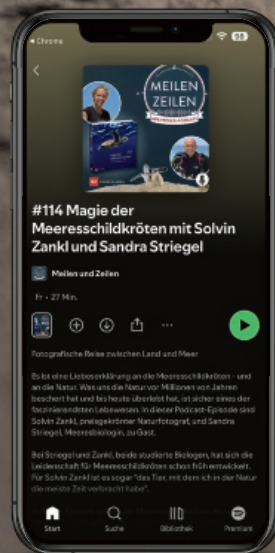 Chrome
98
MEILEN
ZEILEN
#114 Magie der
Meeresschildkröten mit Solvin
Zankl und Sandra Striegel
Meilen und Zeilen
Fr • 27 Min.
Fotografische Reise zwischen Land und Meer
Es ist eine Liebeserklärung an die Meeresschildkröten - und
an die Natur. Was uns die Natur vor Millionen von Jahren
beschert hat und bis heute überlebt hat, ist sicher eines der
faszinierendsten Lebewesen. In dieser Podcast-Episode sind
Solvin Zankl, preisgekrönter Naturfotograf, und Sandra
Striegel, Meeresbiologin, zu Gast.
Bei Striegel und Zankl, beide studierte Biologen, hat sich die
Leidenschaft für Meeresschildkröten schon früh entwickelt.
Für Solvin Zankl ist es sogar "das Tier, mit dem ich in der Natur
die meiste Zeit verbracht habe".
Start
Suche
Bibliothek
Premium